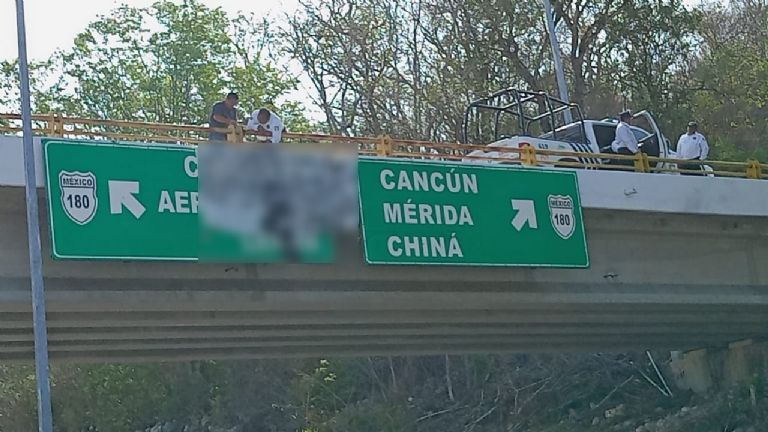 MÉXICO
180
C
AER
CANCÚN
MÉRIDA
CHINÁ
MÉXICO
180